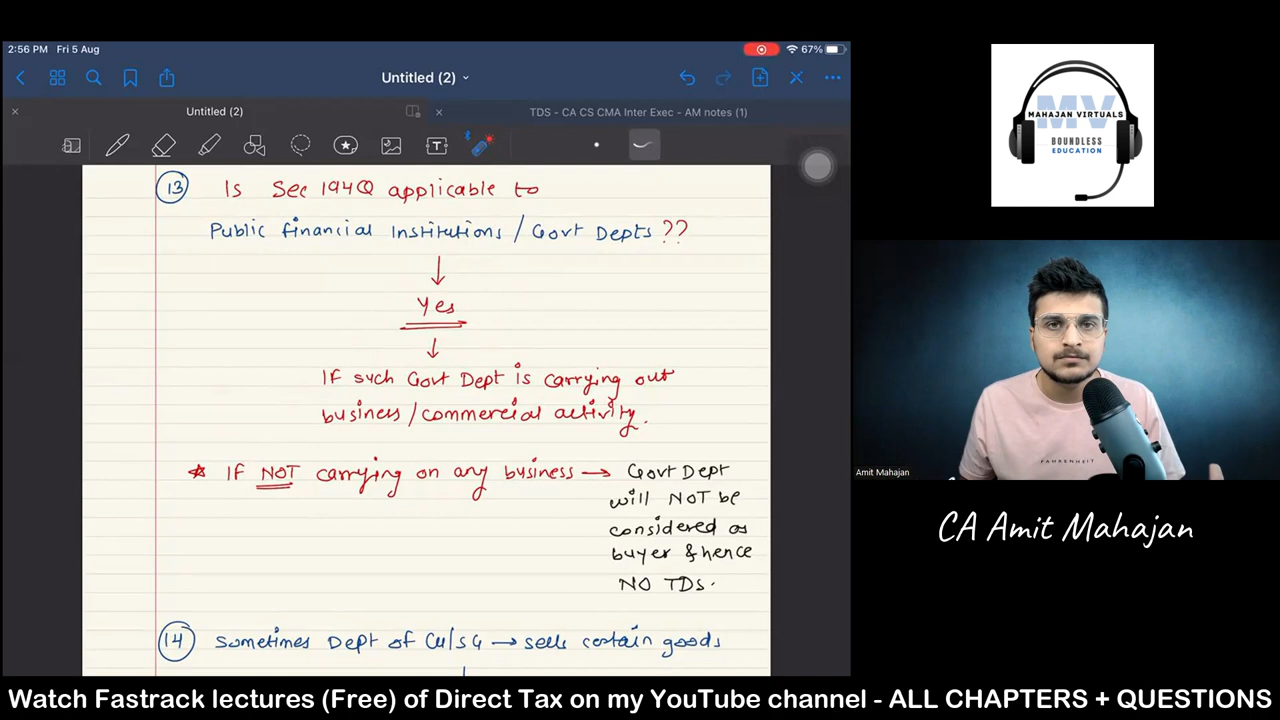 2:56 PM Fri 5 Aug
67%
Untitled (2)
Untitled (2)
TDS - CA CS CMA Inter Exec - AM notes (1)
13 Is Sec 194Q applicable to
Public financial Institutions / Govt Depts ??
Yes
If such Govt Dept is carrying out
business / commercial activity.
* If NOT carrying on any business → Govt Dept
will NOT be
considered as
buyer & hence
NO TDS.
14 Sometimes Dept of CG/SG → sells certain goods
MV
MAHAJAN VIRTUALS
BOUNDLESS
EDUCATION
FAHRENHEIT
Amit Mahajan
CA Amit Mahajan
Watch Fastrack lectures (Free) of Direct Tax on my YouTube channel - ALL CHAPTERS + QUESTIONS